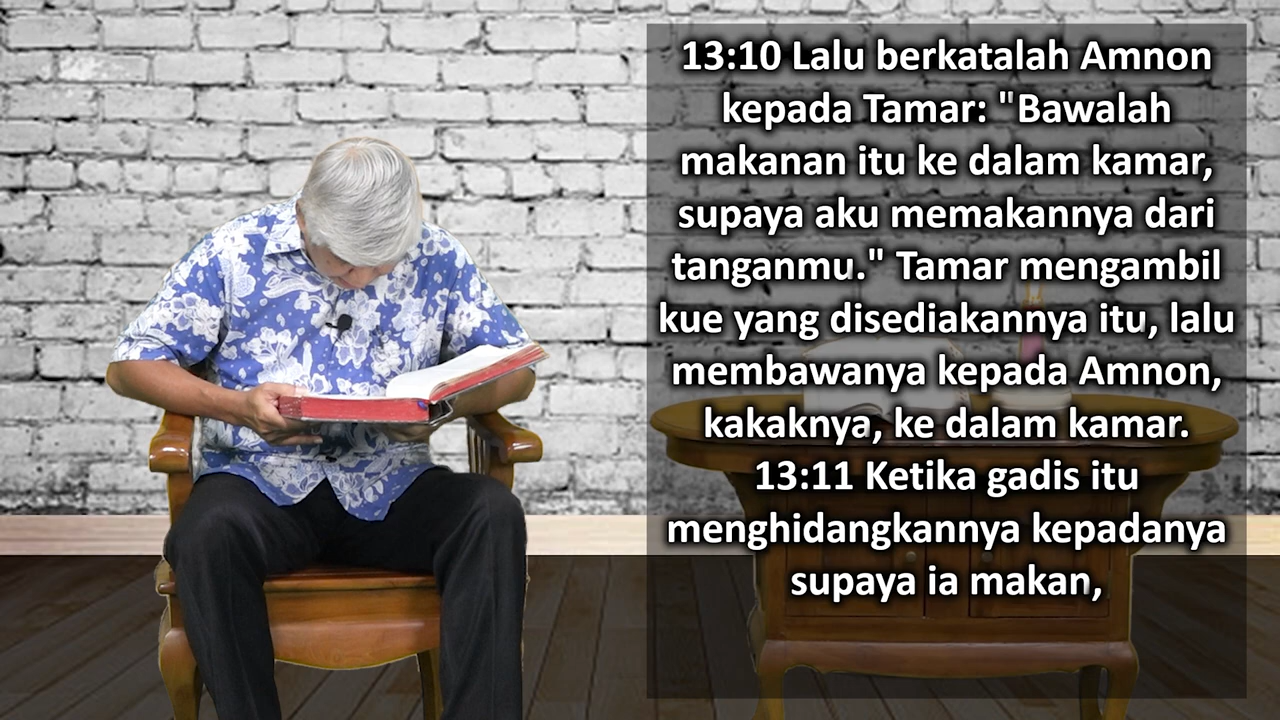 13:10 Lalu berkatalah Amnon
kepada Tamar: "Bawalah
makanan itu ke dalam kamar,
supaya aku memakannya dari
tanganmu." Tamar mengambil
kue yang disediakannya itu, lalu
membawanya kepada Amnon,
kakaknya, ke dalam kamar.
13:11 Ketika gadis itu
menghidangkannya kepadanya
supaya ia makan,